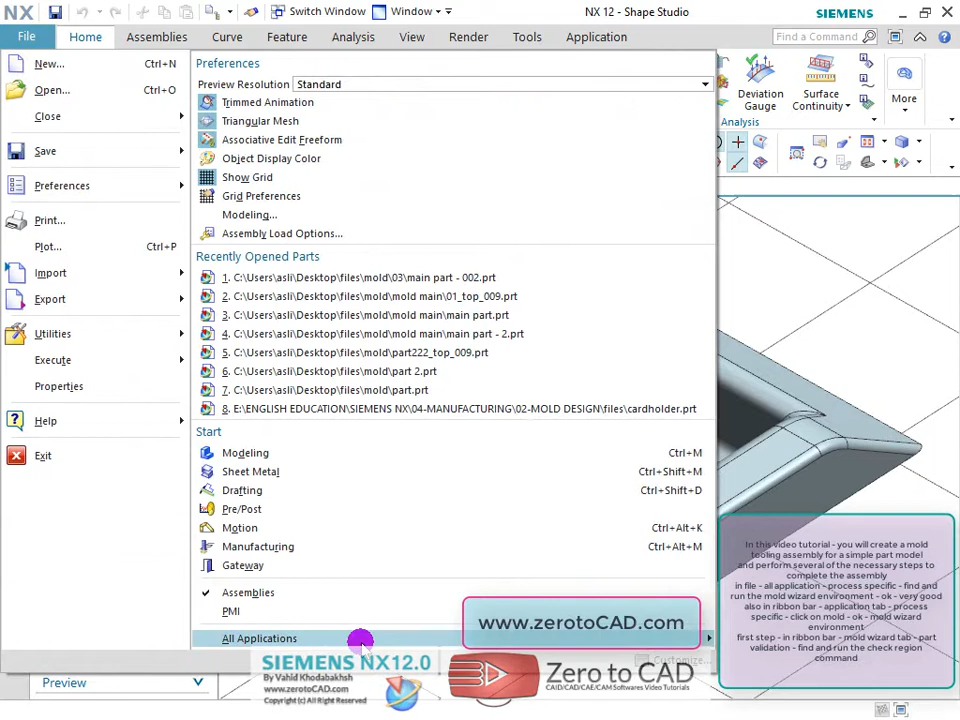 NX
Switch Window
Window
NX 12 - Shape Studio
SIEMENS
File
Home
Assemblies
Curve
Feature
Analysis
View
Render
Tools
Application
Find a Command
New... Ctrl+N
Open... Ctrl+O
Close
Save
Preferences
Print...
Plot... Ctrl+P
Import
Export
Utilities
Execute
Properties
Help
Exit
Preferences
Preview Resolution Standard
Trimmed Animation
Triangular Mesh
Associative Edit Freeform
Object Display Color
Show Grid
Grid Preferences
Modeling...
Assembly Load Options...
Recently Opened Parts
1. C:\Users\asli\Desktop\files\mold\03\main part - 002.prt
2. C:\Users\asli\Desktop\files\mold\mold main\01_top_009.prt
3. C:\Users\asli\Desktop\files\mold\mold main\main part.prt
4. C:\Users\asli\Desktop\files\mold\mold main\main part - 2.prt
5. C:\Users\asli\Desktop\files\mold\part222_top_009.prt
6. C:\Users\asli\Desktop\files\mold\part 2.prt
7. C:\Users\asli\Desktop\files\mold\part.prt
8. E:\ENGLISH EDUCATION\SIEMENS NX\04-MANUFACTURING\02-MOLD DESIGN\files\cardholder.prt
Start
Modeling Ctrl+M
Sheet Metal Ctrl+Shift+M
Drafting Ctrl+Shift+D
Pre/Post
Motion Ctrl+Alt+K
Manufacturing Ctrl+Alt+M
Gateway
Assemblies
PMI
All Applications
Customize...
Deviation
Gauge
Surface
Continuity
More
Analysis
In this video tutorial - you will create a mold
tooling assembly for a simple part model
and perform several of the necessary steps to
complete the assembly
in file - all application - process specific - find and
run the mold wizard environment - ok - very good
also in ribbon bar - application tab - process
specific - click on mold - ok - mold wizard
environment
first step - in ribbon bar - mold wizard tab - part
validation - find and run the check region
command
www.zerotoCAD.com
Preview
SIEMENS NX12.0
By Vahid Khodabakhsh
www.zerotoCAD.com
(C) Copyright, All Rights Reserved
Zero to CAD
CAD/CAD/CAE/CAM Softwares Video Tutorials